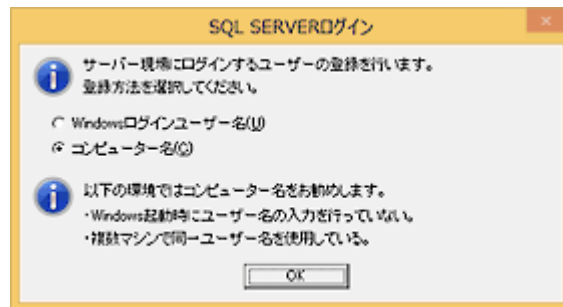 SQL SERVERログイン
サーバー環境にログインするユーザーの登録を行います。
登録方法を選択してください。
Windowsログインユーザー名(U)
コンピューター名(C)
以下の環境ではコンピューター名をお勧めします。
・Windows起動時にユーザー名の入力を行っていない。
・複数マシンで同一ユーザー名を使用している。
OK